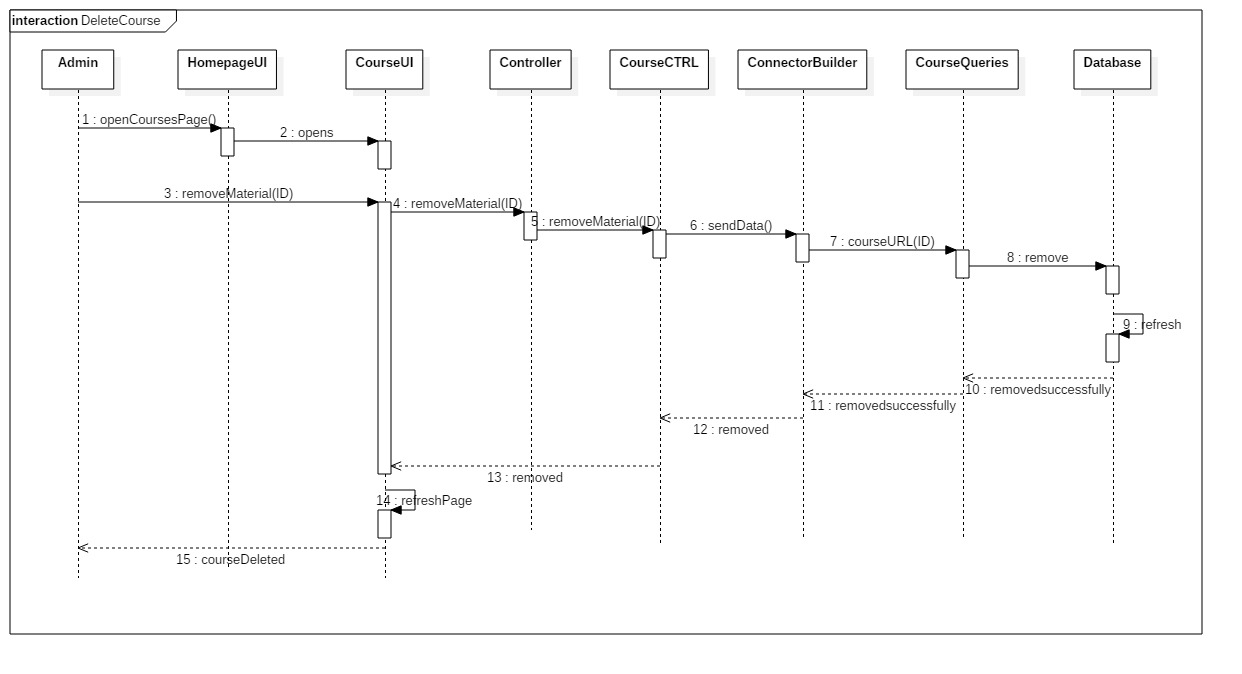 interaction DeleteCourse
Admin
HomepageUI
CourseUI
Controller
CourseCTRL
ConnectorBuilder
CourseQueries
Database
1 : openCoursesPage()
2 : opens
3 : removeMaterial(ID)
4 : removeMaterial(ID)
5 : removeMaterial(ID)
6 : sendData()
7 : courseURL(ID)
8 : remove
9 : refresh
10 : removedsuccessfully
11 : removedsuccessfully
12 : removed
13 : removed
14 : refreshPage
15 : courseDeleted